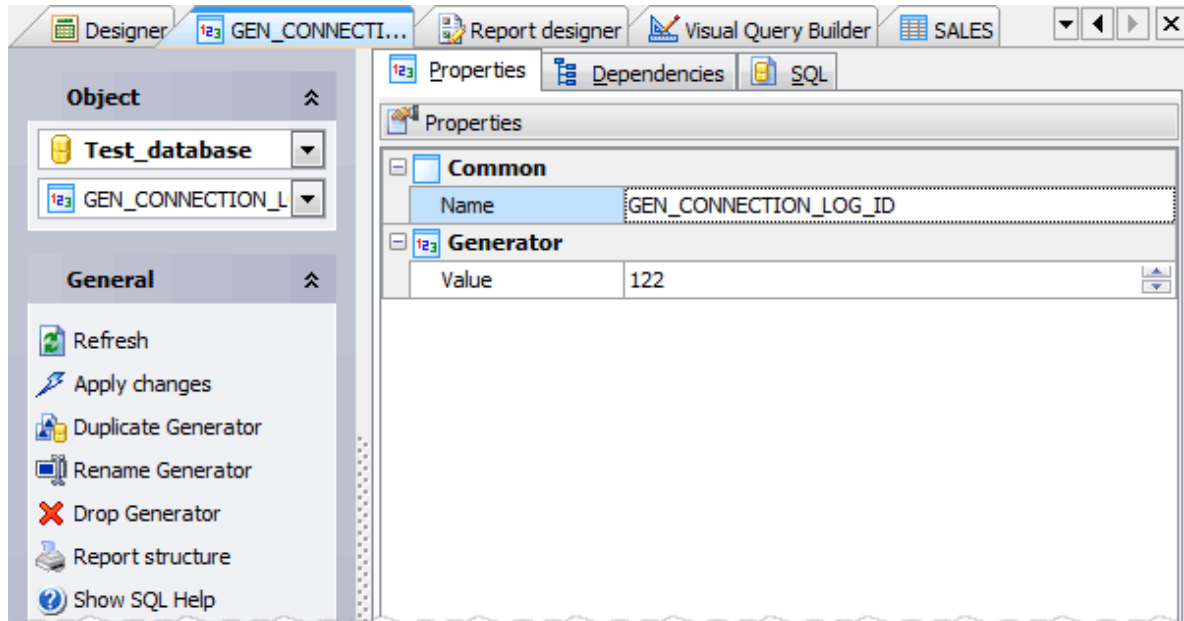 Designer GEN_CONNECTI... Report designer Visual Query Builder SALES
Properties Dependencies SQL
Object
Properties
Test_database
Common
GEN_CONNECTION_L
Name GEN_CONNECTION_LOG_ID
Generator
General
Value 122
Refresh
Apply changes
Duplicate Generator
Rename Generator
Drop Generator
Report structure
Show SQL Help